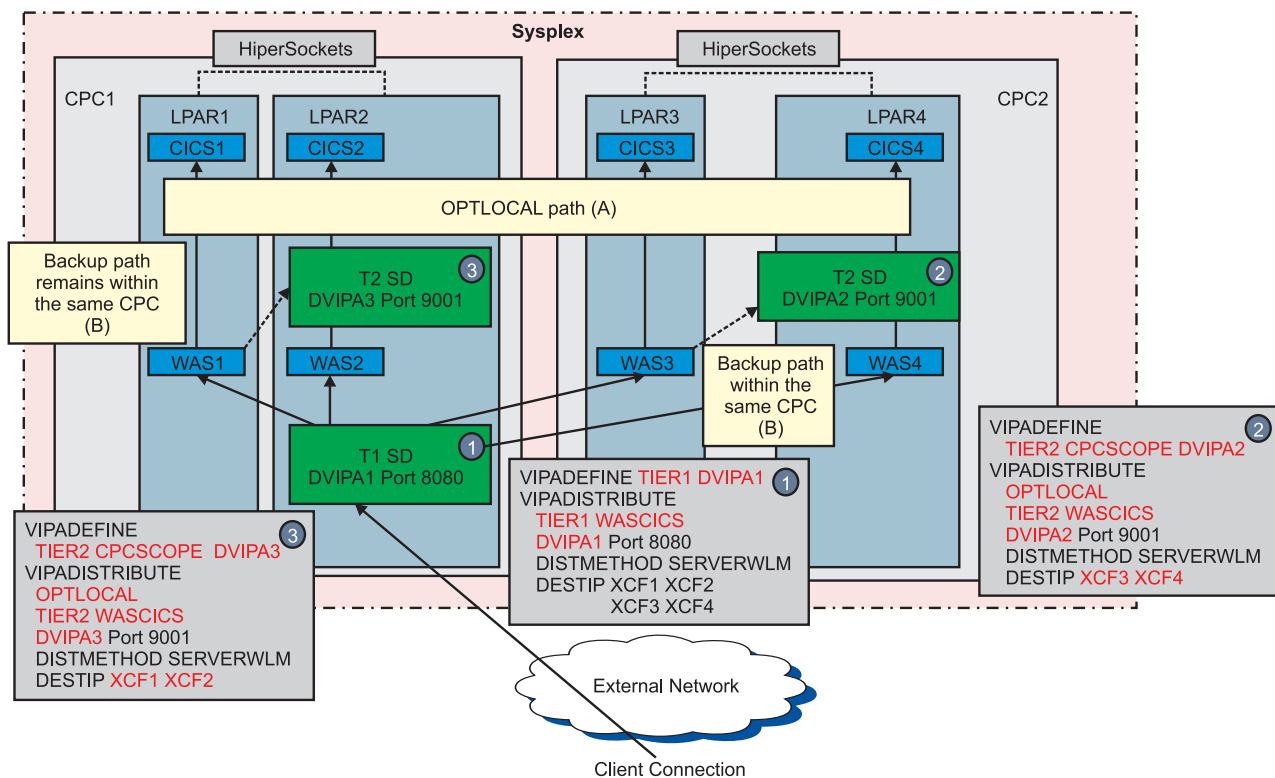 Sysplex
HiperSockets
HiperSockets
CPC1
CPC2
LPAR1
LPAR2
LPAR3
LPAR4
CICS1
CICS2
CICS3
CICS4
OPTLOCAL path (A)
Backup path
remains within
the same CPC
(B)
T2 SD
DVIPA3 Port 9001
3
T2 SD
DVIPA2 Port 9001
2
WAS1
WAS2
WAS3
WAS4
Backup path
within the
same CPC
(B)
T1 SD
DVIPA1 Port 8080
1
VIPADEFINE
TIER2 CPCSCOPE DVIPA3
VIPADISTRIBUTE
OPTLOCAL
TIER2 WASCICS
DVIPA3 Port 9001
DISTMETHOD SERVERWLM
DESTIP XCF1 XCF2
3
VIPADEFINE TIER1 DVIPA1
VIPADISTRIBUTE
TIER1 WASCICS
DVIPA1 Port 8080
DISTMETHOD SERVERWLM
DESTIP XCF1 XCF2
XCF3 XCF4
1
VIPADEFINE
TIER2 CPCSCOPE DVIPA2
VIPADISTRIBUTE
OPTLOCAL
TIER2 WASCICS
DVIPA2 Port 9001
DISTMETHOD SERVERWLM
DESTIP XCF3 XCF4
2
External Network
Client Connection